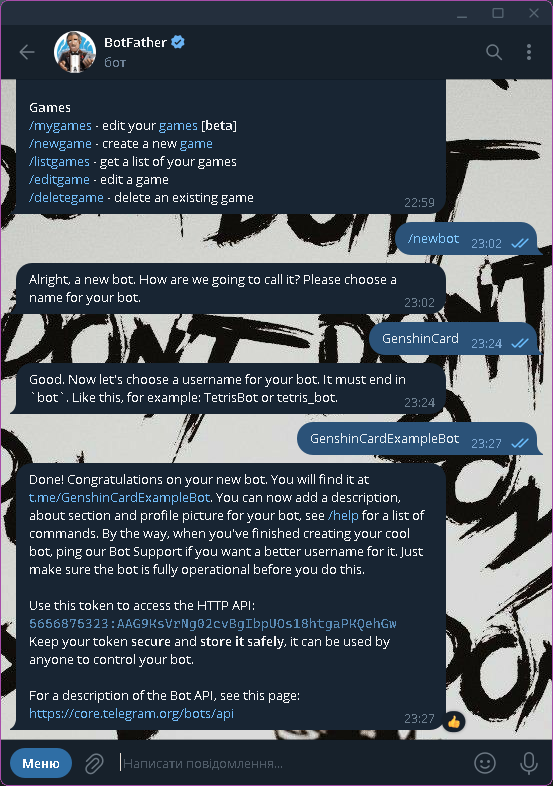 BotFather
бот
Games
/mygames - edit your games [beta]
/newgame - create a new game
/listgames - get a list of your games
/editgame - edit a game
/deletegame - delete an existing game
22:59
/newbot 23:02
Alright, a new bot. How are we going to call it? Please choose a
name for your bot.
23:02
GenshinCard 23:24
Good. Now let's choose a username for your bot. It must end in
`bot`. Like this, for example: TetrisBot or tetris_bot.
23:24
GenshinCardExampleBot 23:27
Done! Congratulations on your new bot. You will find it at
t.me/GenshinCardExampleBot. You can now add a description,
about section and profile picture for your bot, see /help for a list of
commands. By the way, when you've finished creating your cool
bot, ping our Bot Support if you want a better username for it. Just
make sure the bot is fully operational before you do this.
Use this token to access the HTTP API:
5656875323:AAG9KsVrNg02cvBgIbpUOs18htgaPKQehGw
Keep your token secure and store it safely, it can be used by
anyone to control your bot.
For a description of the Bot API, see this page:
https://core.telegram.org/bots/api
23:27
Меню
Написати повідомлення...